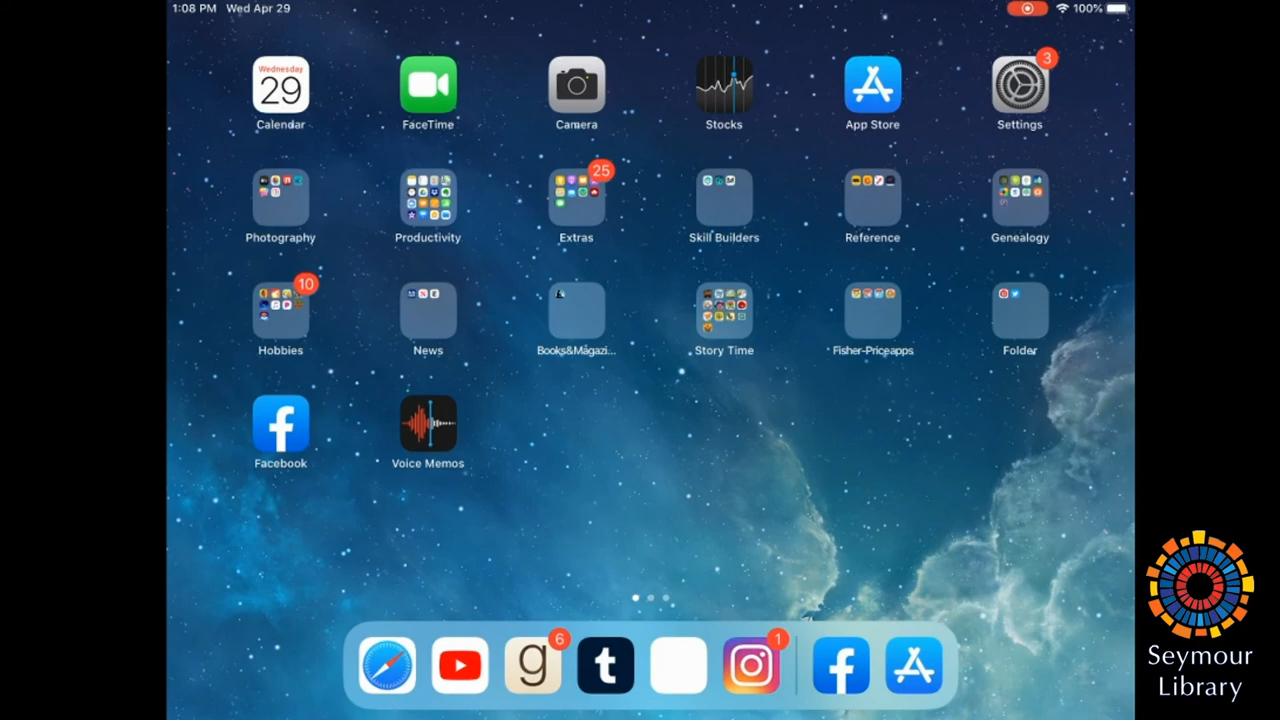 1:08 PM Wed Apr 29
100%
Wednesday
29
3
Calendar
FaceTime
Camera
Stocks
App Store
Settings
25
Photography
Productivity
Extras
Skill Builders
Reference
Genealogy
10
Hobbies
News
Books&Magazi...
Story Time
Fisher-Priceapps
Folder
f
Facebook
Voice Memos
g
6
t
1
f
Seymour
Library